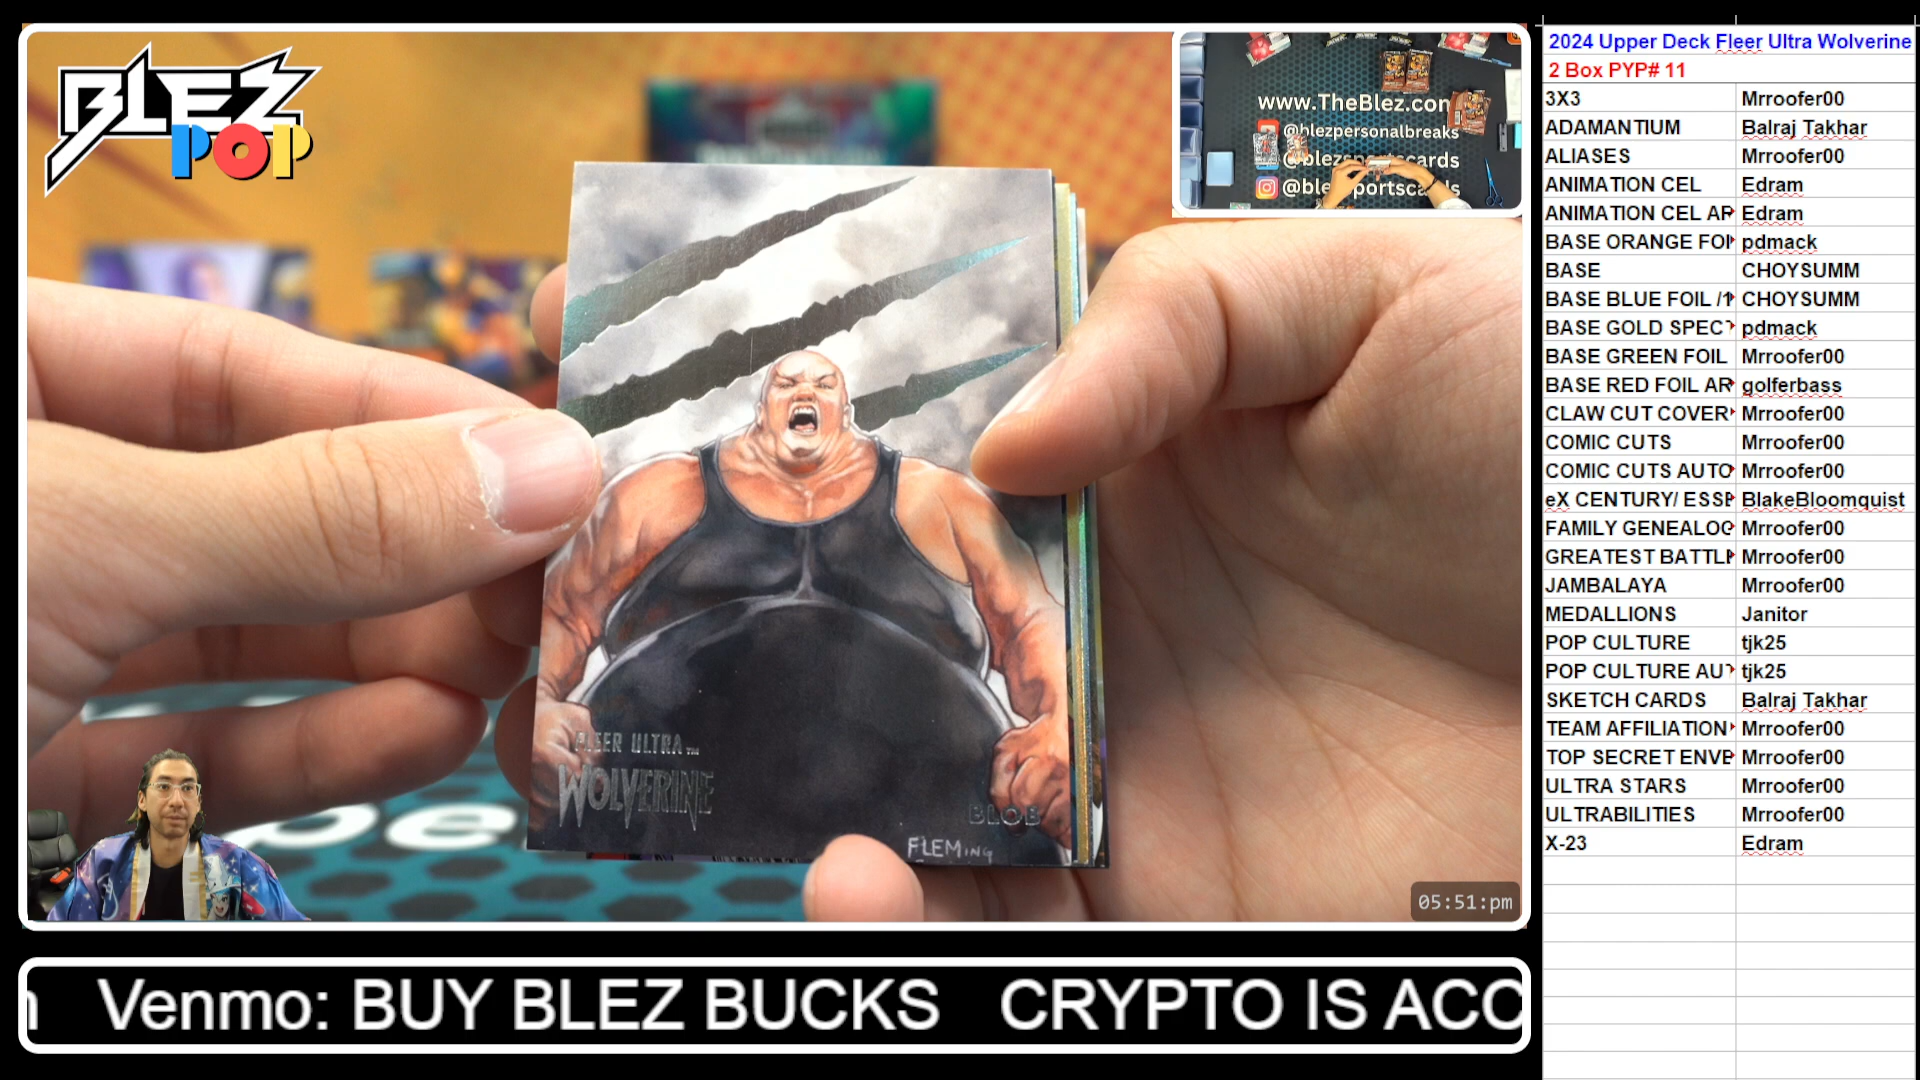 BLEZ
POP
www.TheBlez.com
@blezpersonalbreaks
@blezsportscards
@blezsportscards
FLEER ULTRA™
WOLVERINE
BLOB
FLEMING
05:51:pm
Venmo: BUY BLEZ BUCKS CRYPTO IS ACC
2024 Upper Deck Fleer Ultra Wolverine
2 Box PYP# 11
3X3 Mrroofer00
ADAMANTIUM Balraj Takhar
ALIASES Mrroofer00
ANIMATION CEL Edram
ANIMATION CEL AR Edram
BASE ORANGE FOI pdmack
BASE CHOYSUMM
BASE BLUE FOIL /1 CHOYSUMM
BASE GOLD SPECT pdmack
BASE GREEN FOIL Mrroofer00
BASE RED FOIL AR golferbass
CLAW CUT COVER Mrroofer00
COMIC CUTS Mrroofer00
COMIC CUTS AUTO Mrroofer00
eX CENTURY/ ESSE BlakeBloomquist
FAMILY GENEALOG Mrroofer00
GREATEST BATTLE Mrroofer00
JAMBALAYA Mrroofer00
MEDALLIONS Janitor
POP CULTURE tjk25
POP CULTURE AUT tjk25
SKETCH CARDS Balraj Takhar
TEAM AFFILIATION Mrroofer00
TOP SECRET ENVE Mrroofer00
ULTRA STARS Mrroofer00
ULTRABILITIES Mrroofer00
X-23 Edram